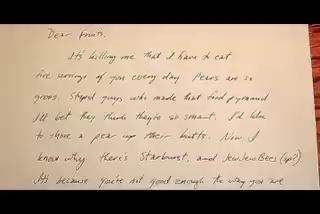 Dear fruits,
It's killing me that I have to eat
five servings of you every day. Pears are so
gross. Stupid guys who made that food pyramid
I'll bet they think they're so smart. I'd like
to shove a pear up their butts. Now I
know why there's Starburst, and JewJewBees (sp?)
It's because you're not good enough the way you are